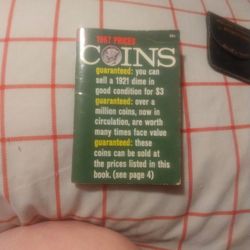 1967 PRICES
COINS
guaranteed: you can
sell a 1921 dime in
good condition for $3
guaranteed: over a
million coins, now in
circulation, are worth
many times face value
guaranteed: these
coins can be sold at
the prices listed in this
book. (see page 4)